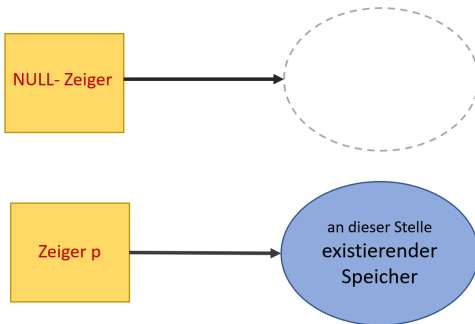 NULL- Zeiger
Zeiger p
an dieser Stelle
existierender
Speicher